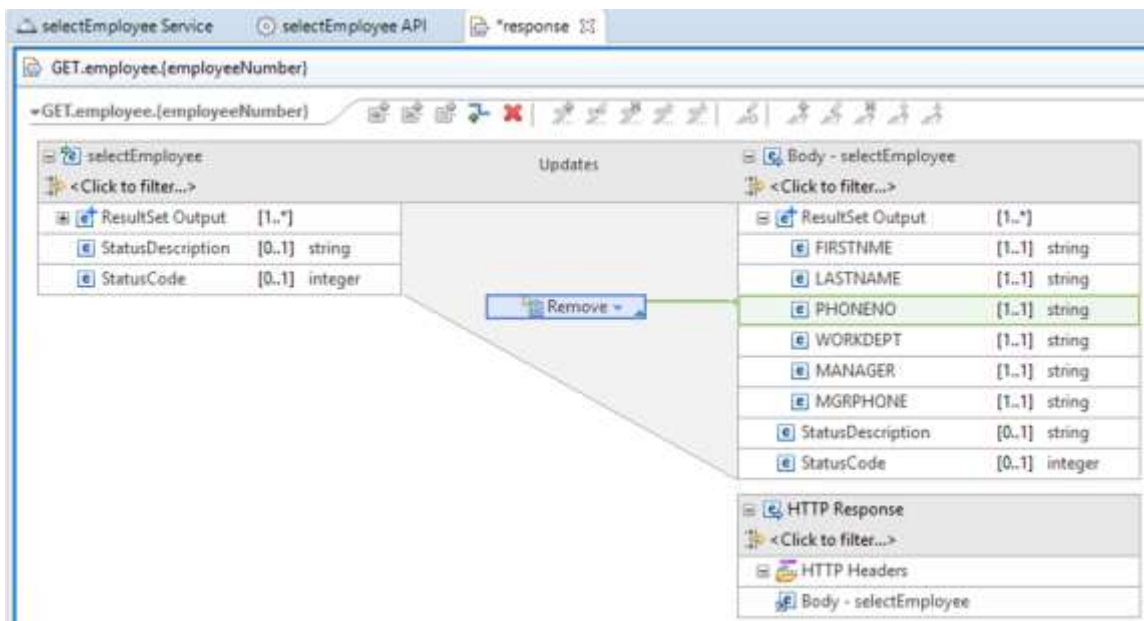 selectEmployee Service selectEmployee API *response
GET.employee.{employeeNumber}
GET.employee.{employeeNumber}
selectEmployee
<Click to filter...>
ResultSet Output [1..*]
StatusDescription [0..1] string
StatusCode [0..1] integer
Updates
Remove
Body - selectEmployee
<Click to filter...>
ResultSet Output [1..*]
FIRSTNME [1..1] string
LASTNAME [1..1] string
PHONENO [1..1] string
WORKDEPT [1..1] string
MANAGER [1..1] string
MGRPHONE [1..1] string
StatusDescription [0..1] string
StatusCode [0..1] integer
HTTP Response
<Click to filter...>
HTTP Headers
Body - selectEmployee